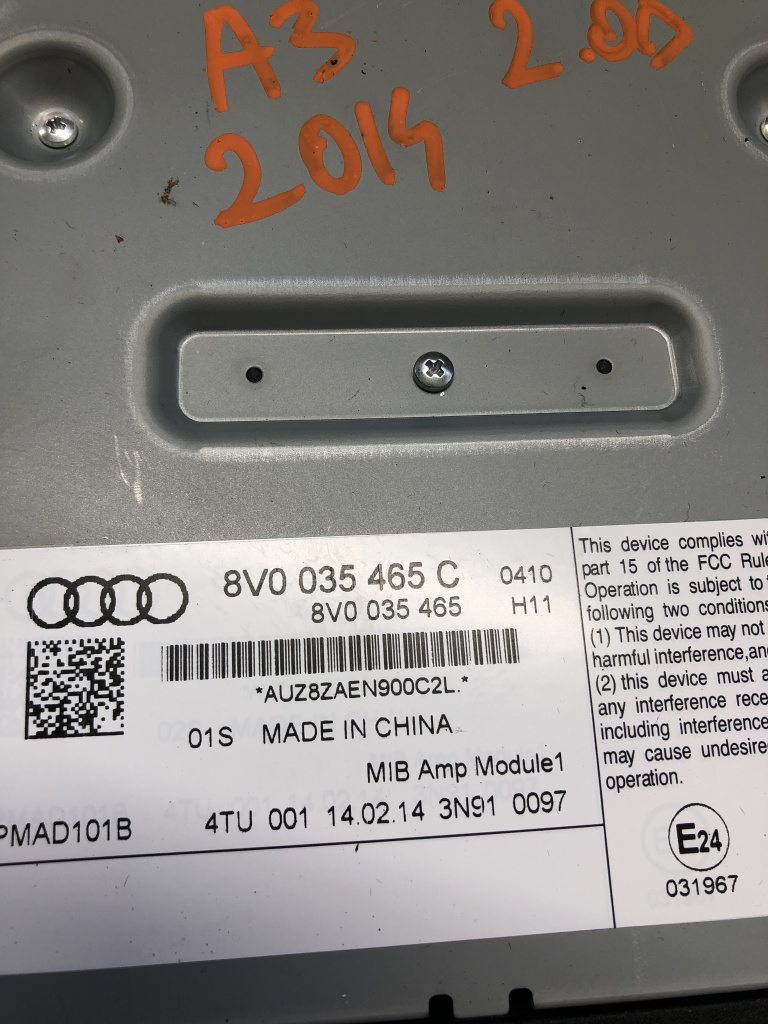 A3 2.0D
2014
8V0 035 465 C 0410
8V0 035 465 H11
*AUZ8ZAEN900C2L.*
01S MADE IN CHINA
MIB Amp Module1
PMAD101B 4TU 001 14.02.14 3N91 0097
This device complies
part 15 of the FCC
Operation is subject to
following two conditions
(1) This device may not
harmful interference,
(2) this device must
any interference
including interference
may cause
operation.
E24
031967